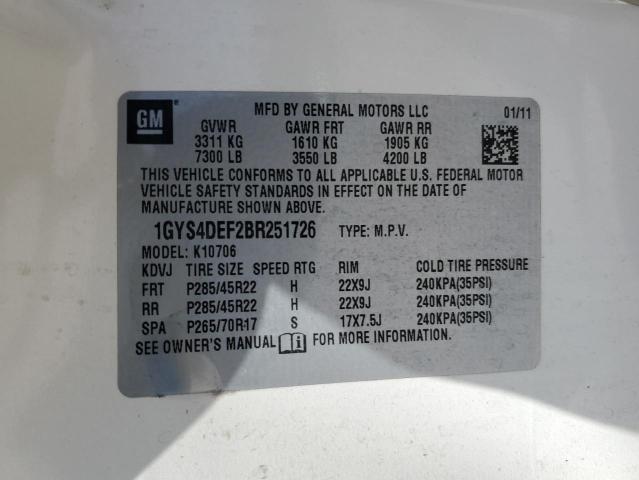 GM MFD BY GENERAL MOTORS LLC 01/11
GVWR GAWR FRT GAWR RR
3311 KG 1610 KG 1905 KG
7300 LB 3550 LB 4200 LB
THIS VEHICLE CONFORMS TO ALL APPLICABLE U.S. FEDERAL MOTOR
VEHICLE SAFETY STANDARDS IN EFFECT ON THE DATE OF
MANUFACTURE SHOWN ABOVE.
1GYS4DEF2BR251726 TYPE: M.P.V.
MODEL: K10706
KDVJ TIRE SIZE SPEED RTG RIM COLD TIRE PRESSURE
FRT P285/45R22 H 22X9J 240KPA(35PSI)
RR P285/45R22 H 22X9J 240KPA(35PSI)
SPA P265/70R17 S 17X7.5J 240KPA(35PSI)
SEE OWNER'S MANUAL FOR MORE INFORMATION.